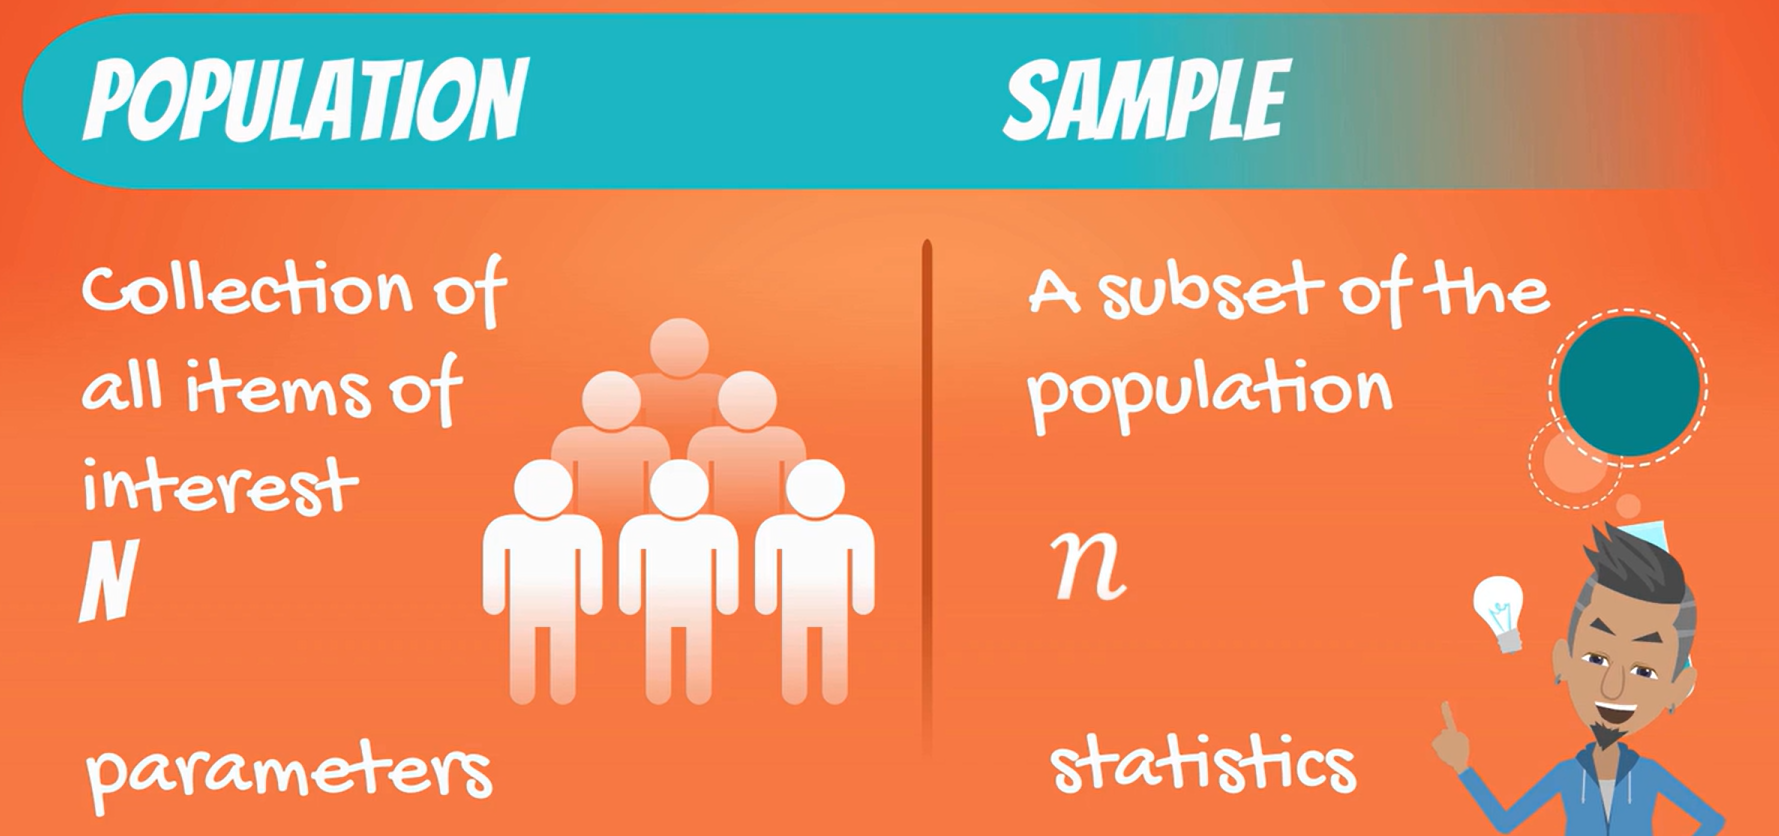 POPULATION
SAMPLE
Collection of
all items of
interest
N
parameters
A subset of the
population
n
statistics